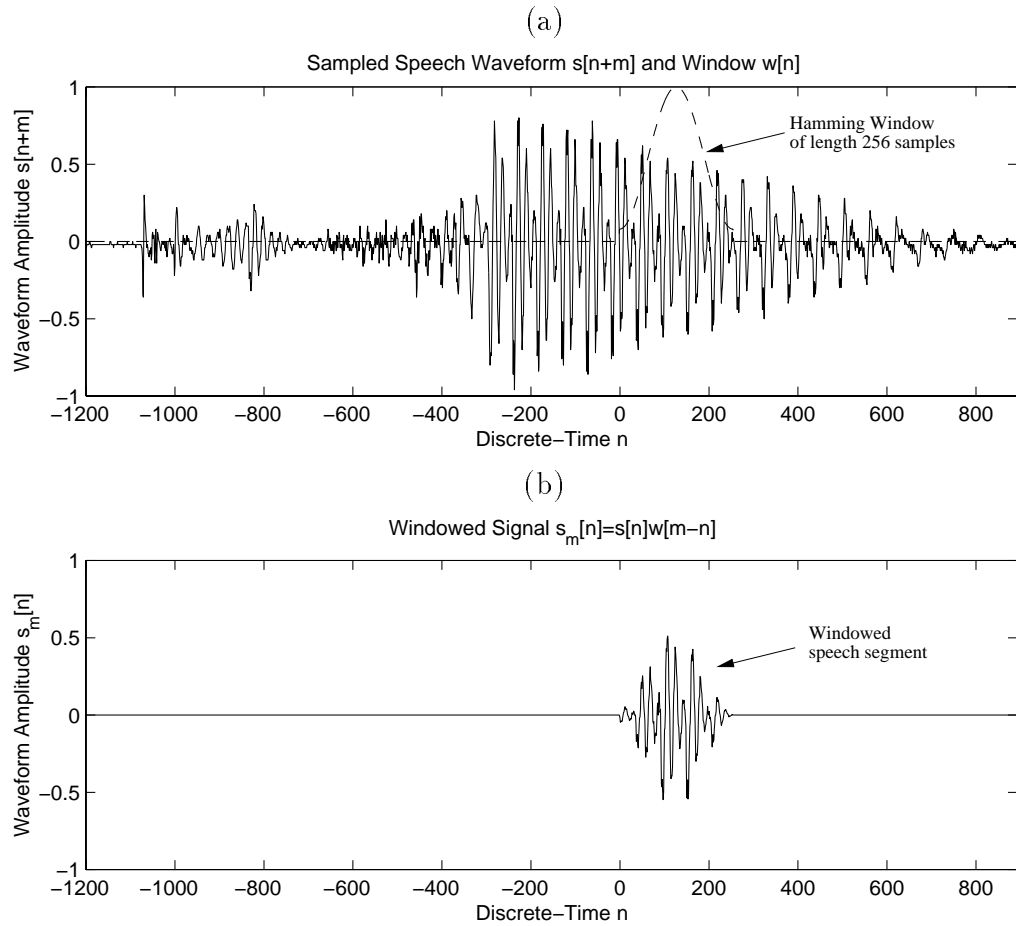 (a)
Sampled Speech Waveform s[n+m] and Window w[n]
Waveform Amplitude s[n+m]
1
0.5
0
−0.5
−1
Hamming Window
of length 256 samples
−1200 −1000 −800 −600 −400 −200 0 200 400 600 800
Discrete−Time n
(b)
Windowed Signal s_m[n]=s[n]w[m−n]
Waveform Amplitude s_m[n]
1
0.5
0
−0.5
−1
Windowed
speech segment
−1200 −1000 −800 −600 −400 −200 0 200 400 600 800
Discrete−Time n